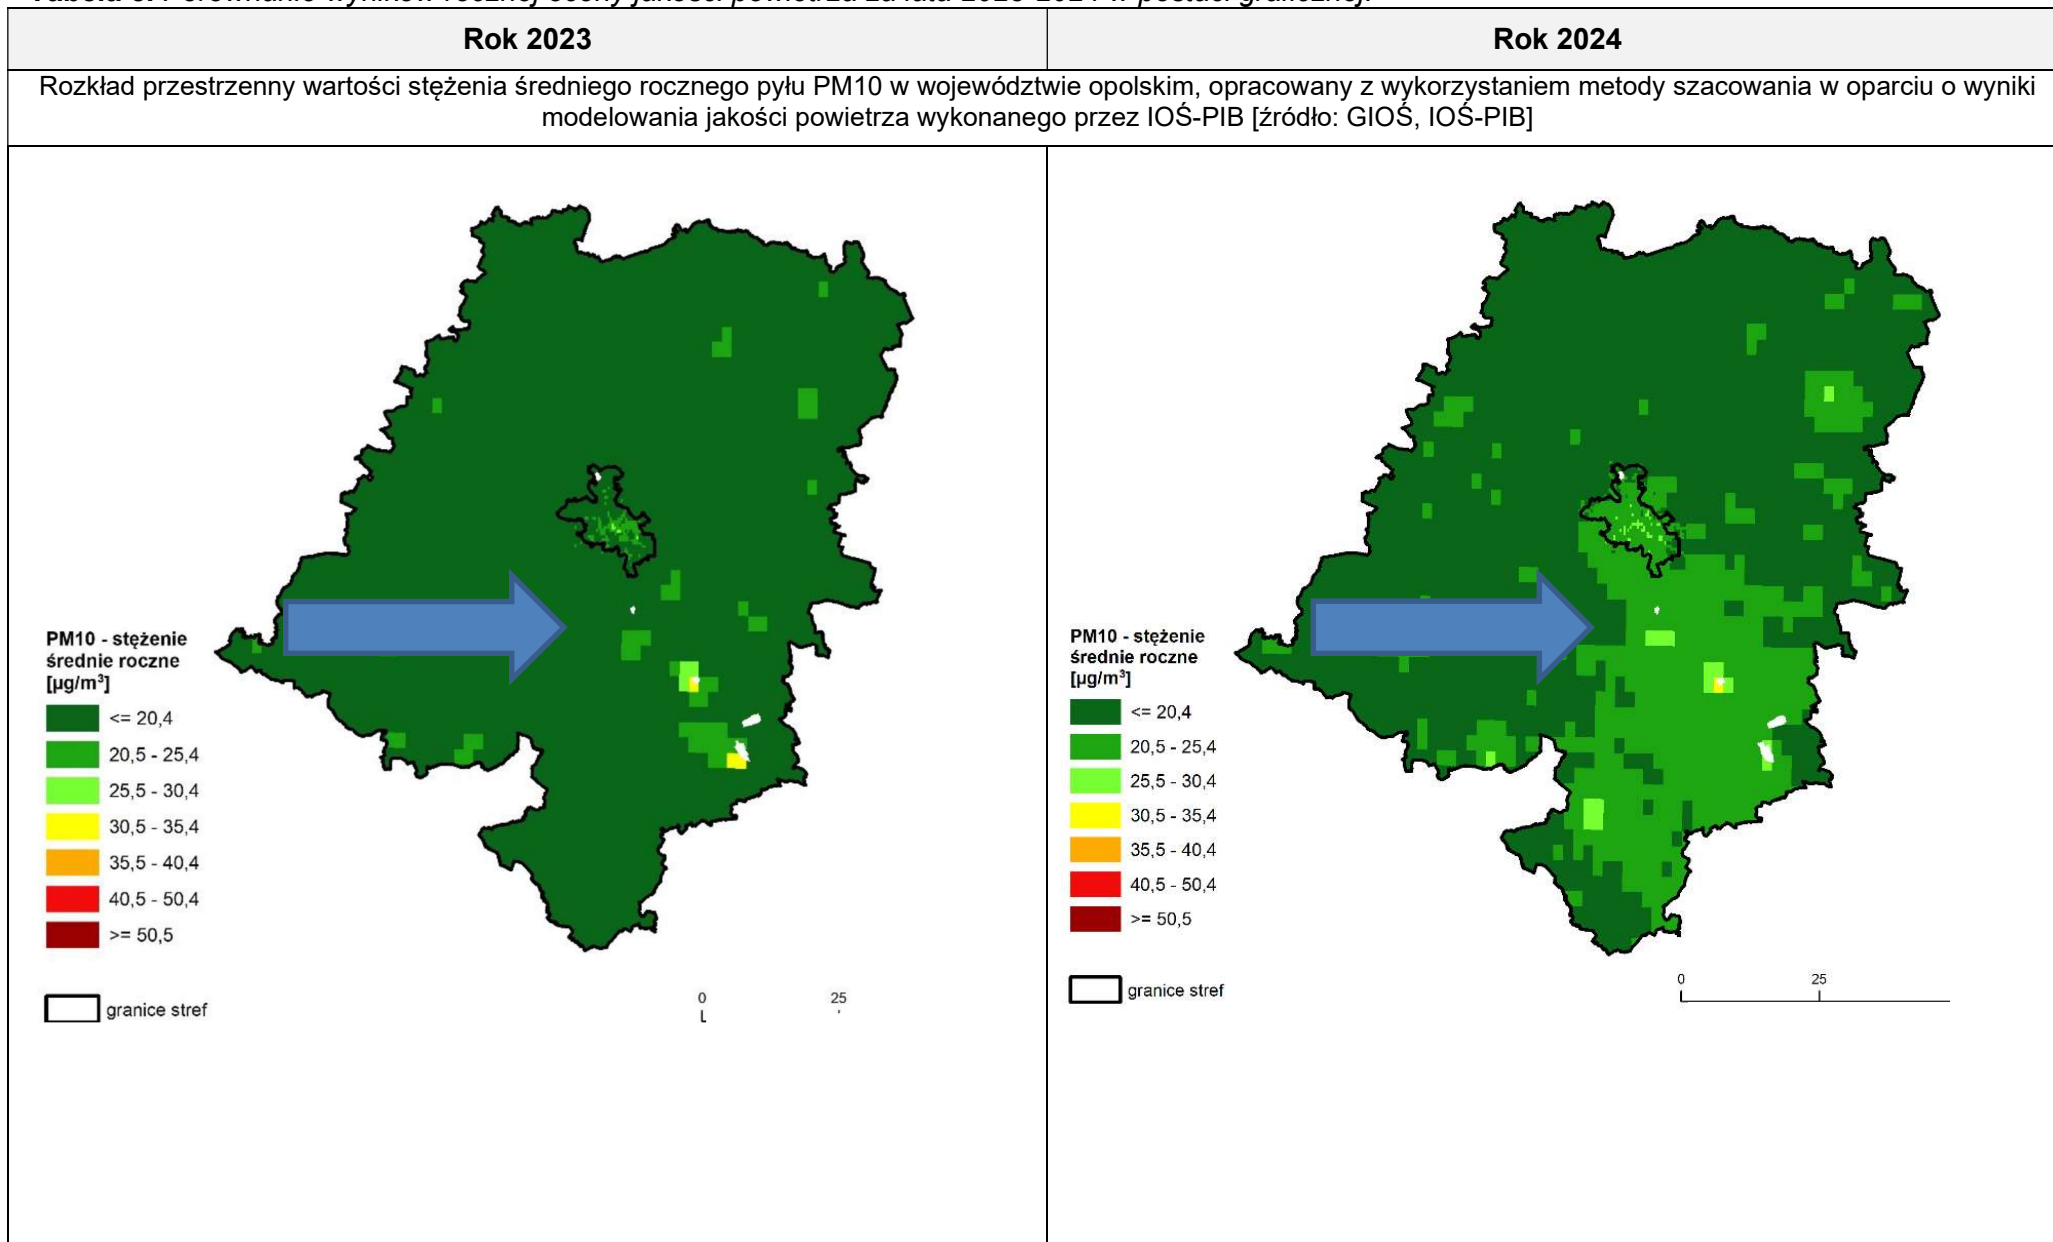 Rok 2023
Rok 2024
Rozkład przestrzenny wartości stężenia średniego rocznego pyłu PM10 w województwie opolskim, opracowany z wykorzystaniem metody szacowania w oparciu o wyniki
modelowania jakości powietrza wykonanego przez IOŚ-PIB [źródło: GIOŚ, IOŚ-PIB]
PM10 - stężenie
średnie roczne
[µg/m³]
<= 20,4
20,5 - 25,4
25,5 - 30,4
30,5 - 35,4
35,5 - 40,4
40,5 - 50,4
>= 50,5
granice stref
0 25
PM10 - stężenie
średnie roczne
[µg/m³]
<= 20,4
20,5 - 25,4
25,5 - 30,4
30,5 - 35,4
35,5 - 40,4
40,5 - 50,4
>= 50,5
granice stref
0 25